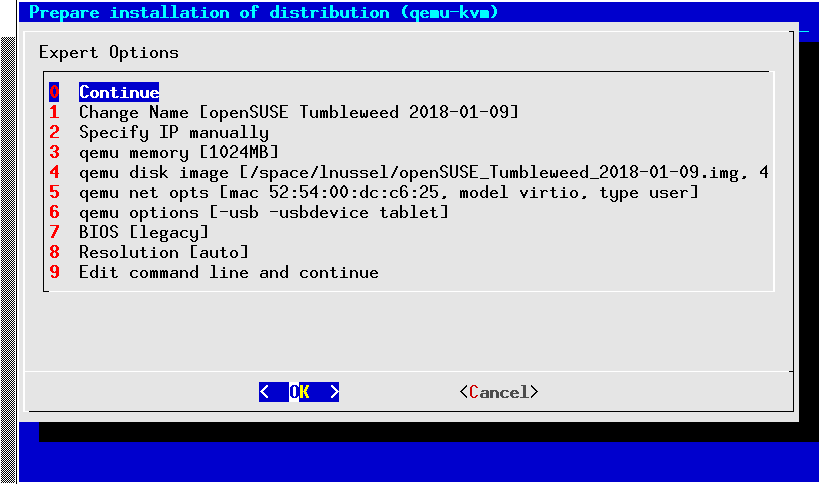 Prepare installation of distribution (qemu-kvm)
Expert Options
0 Continue
1 Change Name [openSUSE Tumbleweed 2018-01-09]
2 Specify IP manually
3 qemu memory [1024MB]
4 qemu disk image [/space/lnussel/openSUSE_Tumbleweed_2018-01-09.img, 4
5 qemu net opts [mac 52:54:00:dc:c6:25, model virtio, type user]
6 qemu options [-usb -usbdevice tablet]
7 BIOS [legacy]
8 Resolution [auto]
9 Edit command line and continue
< OK > <Cancel>